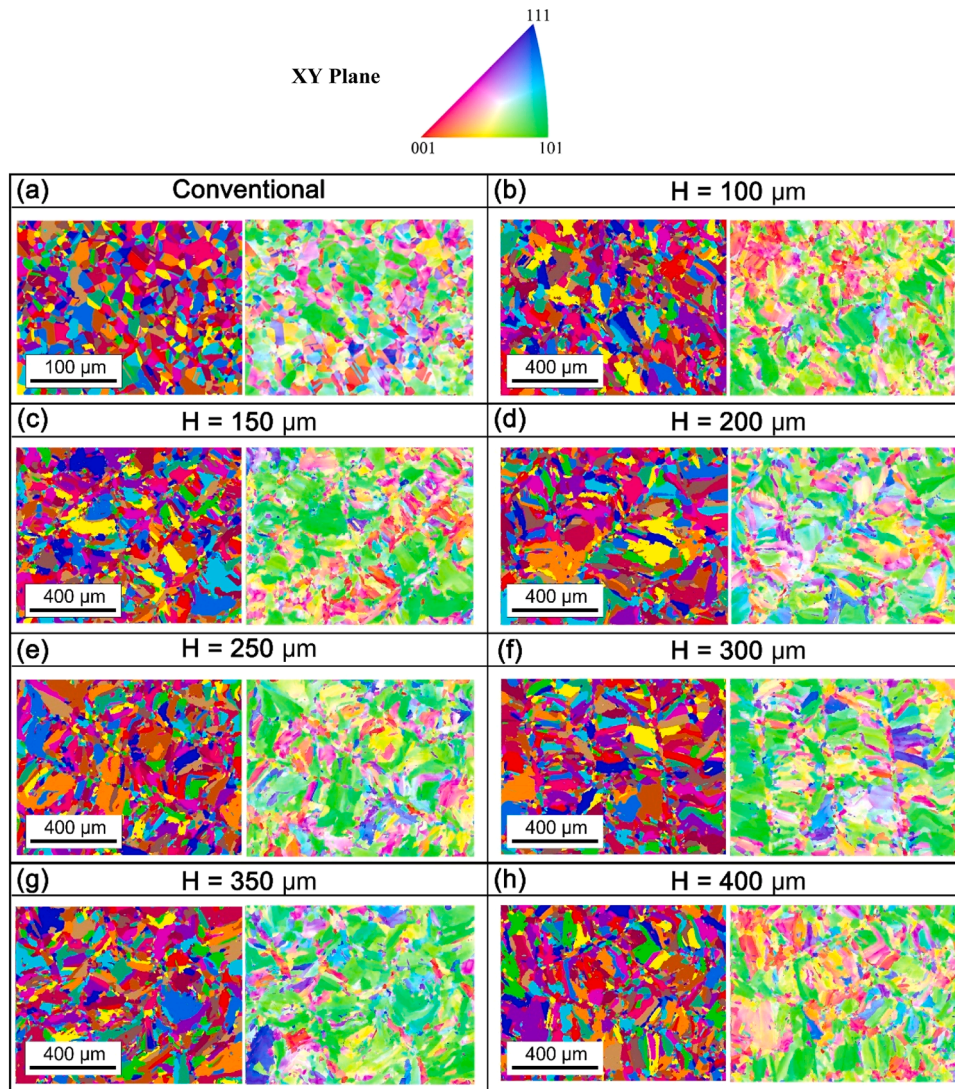 111
XY Plane
001
101
(a)
Conventional
(b)
H = 100 µm
100 µm
400 µm
(c)
H = 150 µm
(d)
H = 200 µm
400 µm
400 µm
(e)
H = 250 µm
(f)
H = 300 µm
400 µm
400 µm
(g)
H = 350 µm
(h)
H = 400 µm
400 µm
400 µm